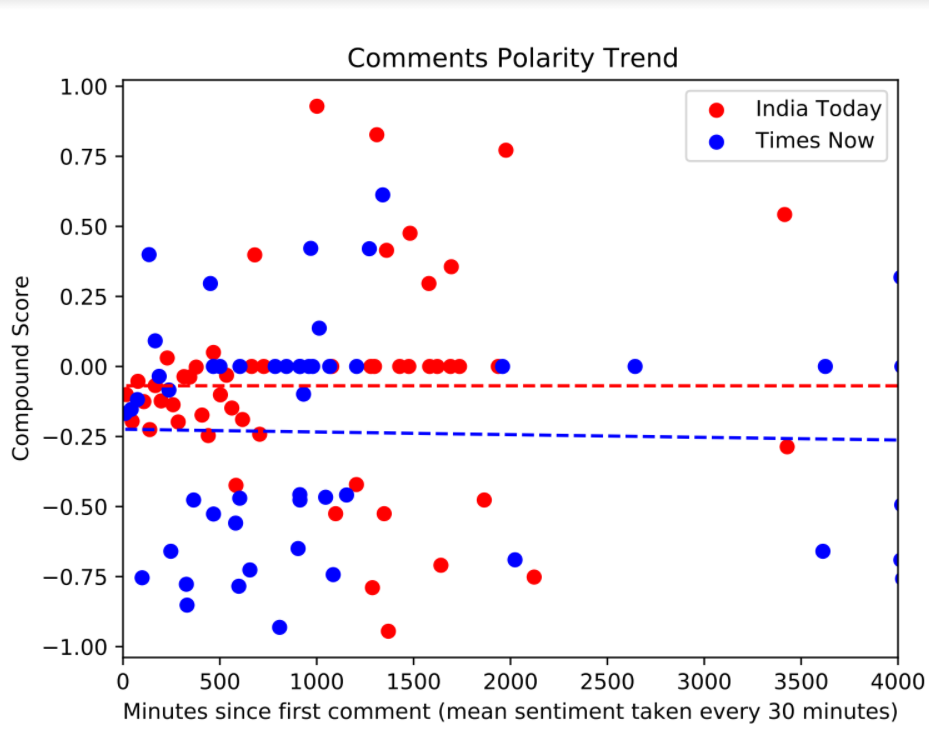 Comments Polarity Trend
India Today
Times Now
1.00
0.75
0.50
0.25
0.00
−0.25
−0.50
−0.75
−1.00
Compound Score
0 500 1000 1500 2000 2500 3000 3500 4000
Minutes since first comment (mean sentiment taken every 30 minutes)